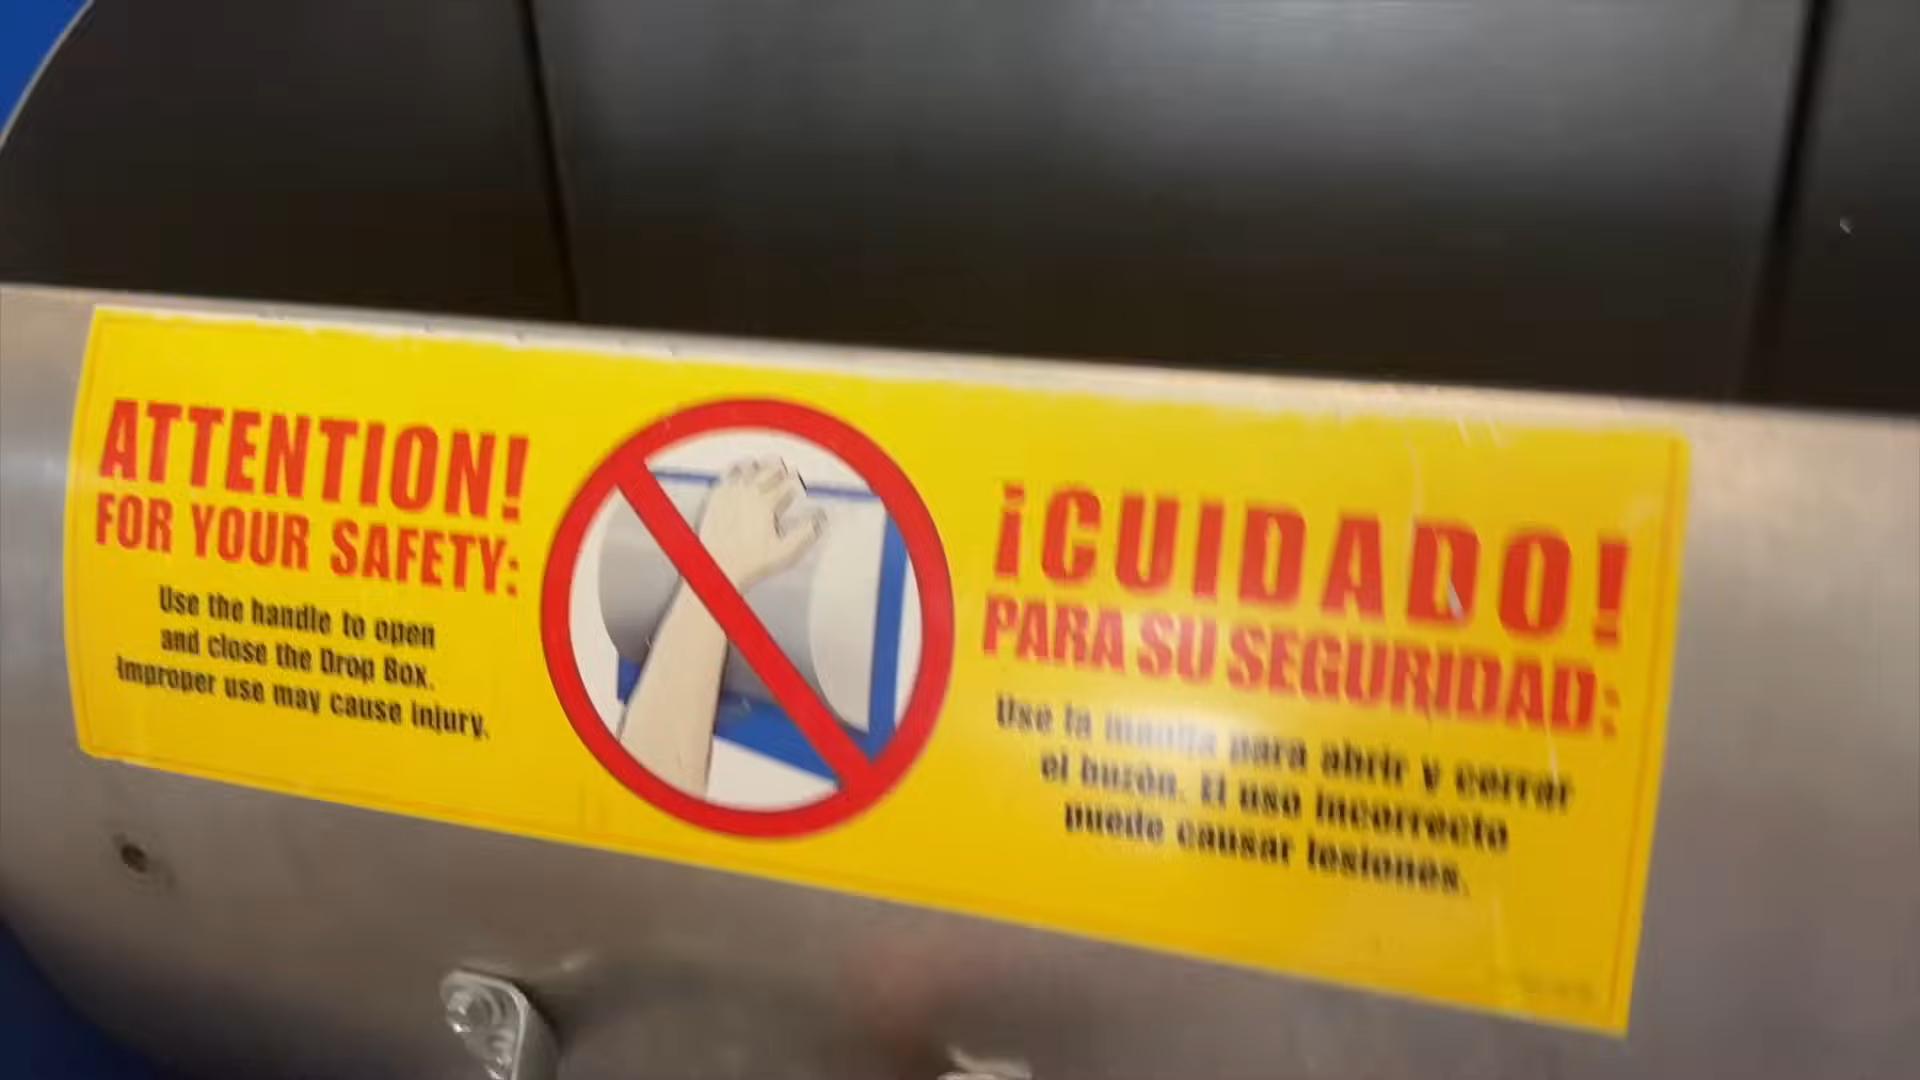 ATTENTION!
FOR YOUR SAFETY:
Use the handle to open
and close the Drop Box.
Improper use may cause injury.
¡CUIDADO!
PARA SU SEGURIDAD:
Use la manija para abrir y cerrar
el buzón. El uso incorrecto
puede causar lesiones.